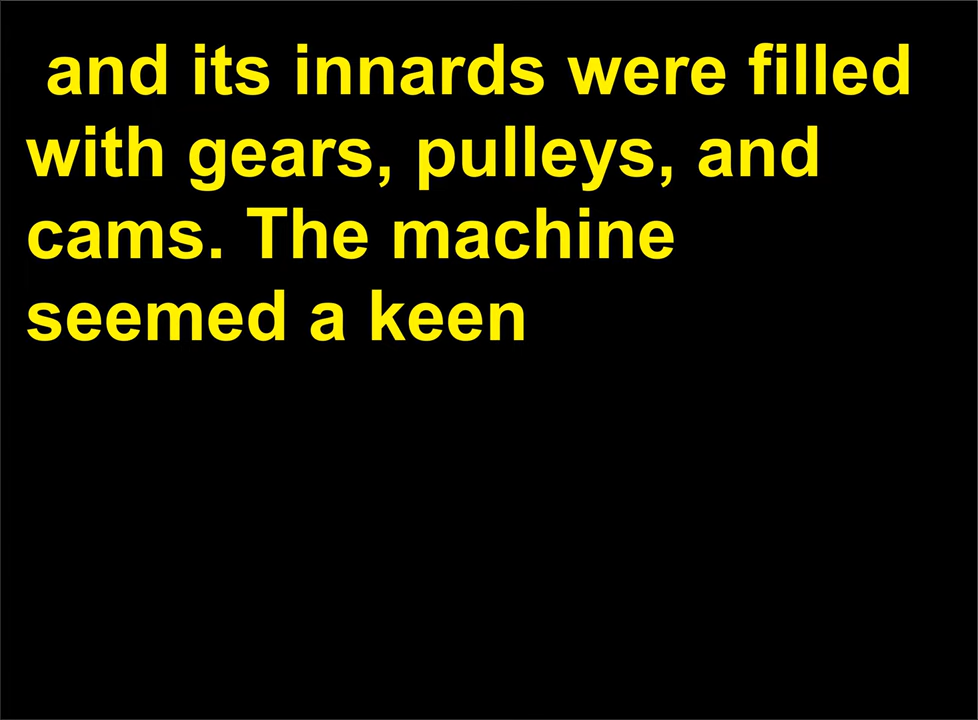 and its innards were filled
with gears, pulleys, and
cams. The machine
seemed a keen